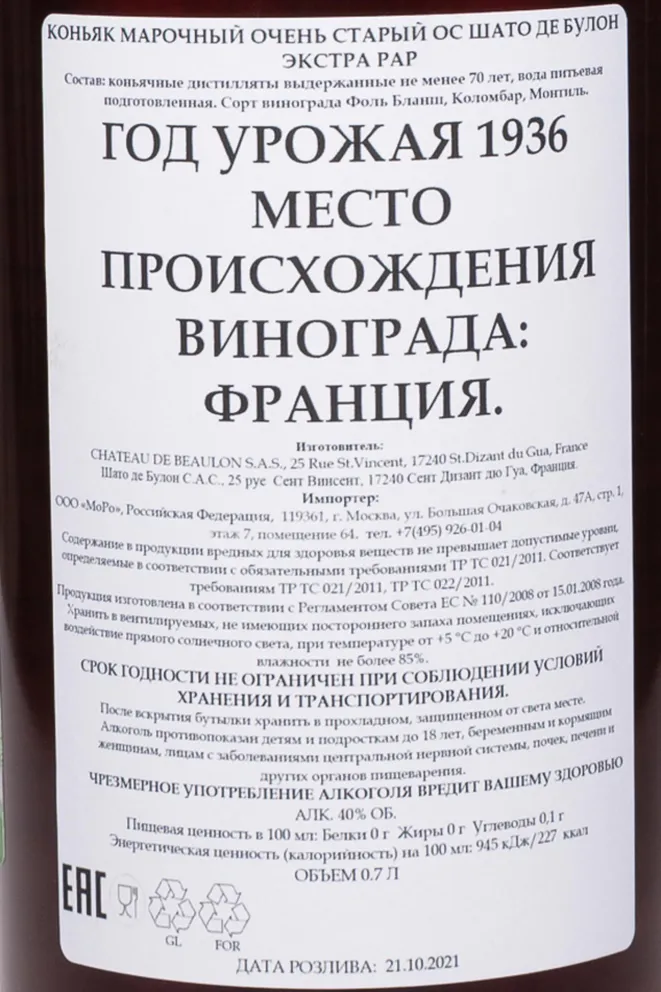 КОНЬЯК МАРОЧНЫЙ ОЧЕНЬ СТАРЫЙ ОС ШАТО ДЕ БУЛОН
ЭКСТРА РАР
Состав: коньячные дистилляты выдержанные не менее 70 лет, вода питьевая
подготовленная. Сорт винограда Фоль Бланш, Коломбар, Монтиль.
ГОД УРОЖАЯ 1936
МЕСТО
ПРОИСХОЖДЕНИЯ
ВИНОГРАДА:
ФРАНЦИЯ.
Изготовитель:
CHATEAU DE BEAULON S.A.S., 25 Rue St.Vincent, 17240 St.Dizant du Gua, France
Шато де Булон С.А.С., 25 руе Сент Винсент, 17240 Сент Дизант дю Гуа, Франция.
Импортер:
ООО «МоРо», Российская Федерация, 119361, г. Москва, ул. Большая Очаковская, д. 47А, стр. 1,
этаж 7, помещение 64. тел. +7(495) 926-01-04
Содержание в продукции вредных для здоровья веществ не превышает допустимые уровни,
определяемые в соответствии с обязательными требованиями ТР ТС 021/2011. Соответствует
требованиям ТР ТС 021/2011, ТР ТС 022/2011.
Продукция изготовлена в соответствии с Регламентом Совета ЕС № 110/2008 от 15.01.2008 года.
Хранить в вентилируемых, не имеющих постороннего запаха помещениях, исключающих
воздействие прямого солнечного света, при температуре от +5 °С до +20 °С и относительной
влажности не более 85%.
СРОК ГОДНОСТИ НЕ ОГРАНИЧЕН ПРИ СОБЛЮДЕНИИ УСЛОВИЙ
ХРАНЕНИЯ И ТРАНСПОРТИРОВАНИЯ.
После вскрытия бутылки хранить в прохладном, защищенном от света месте.
Алкоголь противопоказан детям и подросткам до 18 лет, беременным и кормящим
женщинам, лицам с заболеваниями центральной нервной системы, почек, печени и
других органов пищеварения.
ЧРЕЗМЕРНОЕ УПОТРЕБЛЕНИЕ АЛКОГОЛЯ ВРЕДИТ ВАШЕМУ ЗДОРОВЬЮ
АЛК. 40% ОБ.
Пищевая ценность в 100 мл: Белки 0 г Жиры 0 г Углеводы 0,1 г
Энергетическая ценность (калорийность) на 100 мл: 945 кДж/227 ккал
ОБЪЕМ 0.7 Л
ЕАС
GL FOR
ДАТА РОЗЛИВА: 21.10.2021